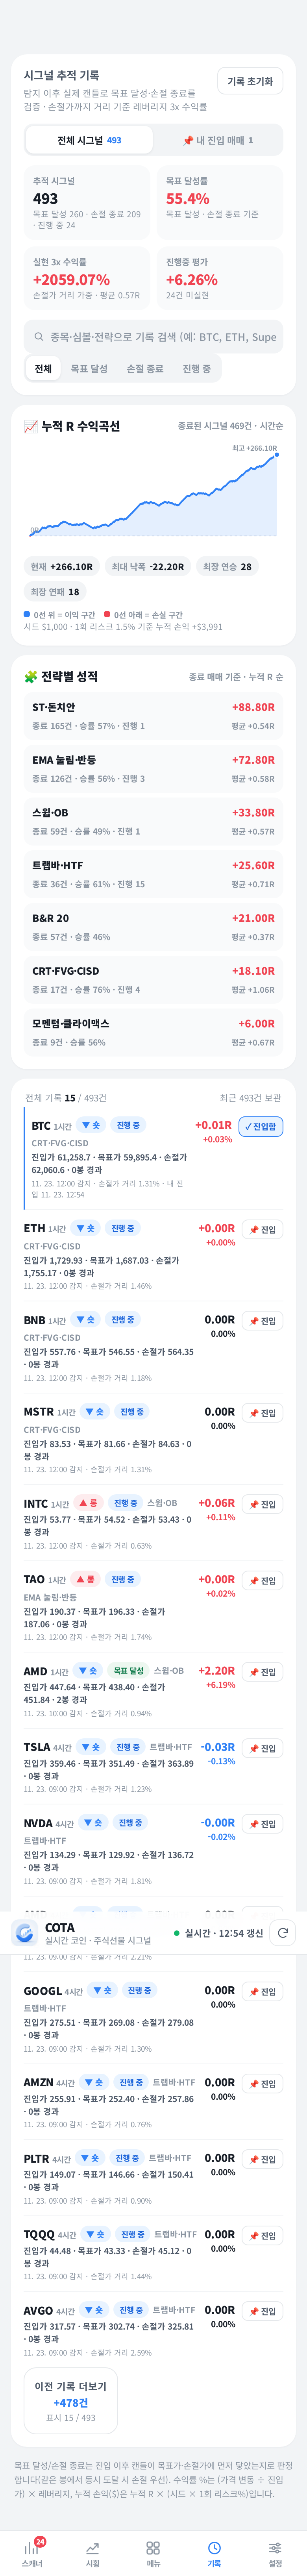 시그널 추적 기록
기록 초기화
탐지 이후 실제 캔들로 목표 달성·손절 종료를
검증 · 손절가까지 거리 기준 레버리지 3x 수익률
전체 시그널 493
📌 내 진입 매매 1
추적 시그널
493
목표 달성 260 · 손절 종료 209
· 진행 중 24
목표 달성률
55.4%
목표 달성 · 손절 종료 기준
실현 3x 수익률
+2059.07%
손절가 거리 가중 · 평균 0.57R
진행중 평가
+6.26%
24건 미실현
종목·심볼·전략으로 기록 검색 (예: BTC, ETH, Supe
전체
목표 달성
손절 종료
진행 중
📈 누적 R 수익곡선
종료된 시그널 469건 · 시간순
최고 +266.10R
0R
현재 +266.10R
최대 낙폭 -22.20R
최장 연승 28
최장 연패 18
0선 위 = 이익 구간
0선 아래 = 손실 구간
시드 $1,000 · 1회 리스크 1.5% 기준 누적 손익 +$3,991
🧩 전략별 성적
종료 매매 기준 · 누적 R 순
ST·돈치안
+88.80R
종료 165건 · 승률 57% · 진행 1
평균 +0.54R
EMA 눌림·반등
+72.80R
종료 126건 · 승률 56% · 진행 3
평균 +0.58R
스윕·OB
+33.80R
종료 59건 · 승률 49% · 진행 1
평균 +0.57R
트랩바·HTF
+25.60R
종료 36건 · 승률 61% · 진행 15
평균 +0.71R
B&R 20
+21.00R
종료 57건 · 승률 46%
평균 +0.37R
CRT·FVG·CISD
+18.10R
종료 17건 · 승률 76% · 진행 4
평균 +1.06R
모멘텀·클라이맥스
+6.00R
종료 9건 · 승률 56%
평균 +0.67R
전체 기록 15 / 493건
최근 493건 보관
BTC 1시간 ▼ 숏 진행 중
+0.01R
✓ 진입함
+0.03%
CRT·FVG·CISD
진입가 61,258.7 · 목표가 59,895.4 · 손절가
62,060.6 · 0봉 경과
11. 23. 12:00 감지 · 손절가 거리 1.31% · 내 진
입 11. 23. 12:54
ETH 1시간 ▼ 숏 진행 중
+0.00R
📌 진입
+0.00%
CRT·FVG·CISD
진입가 1,729.93 · 목표가 1,687.03 · 손절가
1,755.17 · 0봉 경과
11. 23. 12:00 감지 · 손절가 거리 1.46%
BNB 1시간 ▼ 숏 진행 중
0.00R
📌 진입
0.00%
CRT·FVG·CISD
진입가 557.76 · 목표가 546.55 · 손절가 564.35
· 0봉 경과
11. 23. 12:00 감지 · 손절가 거리 1.18%
MSTR 1시간 ▼ 숏 진행 중
0.00R
📌 진입
0.00%
CRT·FVG·CISD
진입가 83.53 · 목표가 81.66 · 손절가 84.63 · 0
봉 경과
11. 23. 12:00 감지 · 손절가 거리 1.31%
INTC 1시간 ▲ 롱 진행 중 스윕·OB
+0.06R
📌 진입
+0.11%
진입가 53.77 · 목표가 54.52 · 손절가 53.43 · 0
봉 경과
11. 23. 12:00 감지 · 손절가 거리 0.63%
TAO 1시간 ▲ 롱 진행 중
+0.00R
📌 진입
+0.02%
EMA 눌림·반등
진입가 190.37 · 목표가 196.33 · 손절가
187.06 · 0봉 경과
11. 23. 12:00 감지 · 손절가 거리 1.74%
AMD 1시간 ▼ 숏 목표 달성 스윕·OB
+2.20R
📌 진입
+6.19%
진입가 447.64 · 목표가 438.40 · 손절가
451.84 · 2봉 경과
11. 23. 10:00 감지 · 손절가 거리 0.94%
TSLA 4시간 ▼ 숏 진행 중 트랩바·HTF
-0.03R
📌 진입
-0.13%
진입가 359.46 · 목표가 351.49 · 손절가 363.89
· 0봉 경과
11. 23. 09:00 감지 · 손절가 거리 1.23%
NVDA 4시간 ▼ 숏 진행 중
-0.00R
📌 진입
-0.02%
트랩바·HTF
진입가 134.29 · 목표가 129.92 · 손절가 136.72
· 0봉 경과
11. 23. 09:00 감지 · 손절가 거리 1.81%
COTA
실시간 코인 · 주식선물 시그널
실시간 · 12:54 갱신
11. 23. 09:00 감지 · 손절가 거리 2.21%
GOOGL 4시간 ▼ 숏 진행 중
0.00R
📌 진입
0.00%
트랩바·HTF
진입가 275.51 · 목표가 269.08 · 손절가 279.08
· 0봉 경과
11. 23. 09:00 감지 · 손절가 거리 1.30%
AMZN 4시간 ▼ 숏 진행 중 트랩바·HTF
0.00R
📌 진입
0.00%
진입가 255.91 · 목표가 252.40 · 손절가 257.86
· 0봉 경과
11. 23. 09:00 감지 · 손절가 거리 0.76%
PLTR 4시간 ▼ 숏 진행 중 트랩바·HTF
0.00R
📌 진입
0.00%
진입가 149.07 · 목표가 146.66 · 손절가 150.41
· 0봉 경과
11. 23. 09:00 감지 · 손절가 거리 0.90%
TQQQ 4시간 ▼ 숏 진행 중 트랩바·HTF
0.00R
📌 진입
0.00%
진입가 44.48 · 목표가 43.33 · 손절가 45.12 · 0
봉 경과
11. 23. 09:00 감지 · 손절가 거리 1.44%
AVGO 4시간 ▼ 숏 진행 중 트랩바·HTF
0.00R
📌 진입
0.00%
진입가 317.57 · 목표가 302.74 · 손절가 325.81
· 0봉 경과
11. 23. 09:00 감지 · 손절가 거리 2.59%
이전 기록 더보기
+478건
표시 15 / 493
목표 달성/손절 종료는 진입 이후 캔들이 목표가·손절가에 먼저 닿았는지로 판정
합니다(같은 봉에서 동시 도달 시 손절 우선). 수익률 %는 (가격 변동 ÷ 진입
가) × 레버리지, 누적 손익($)은 누적 R × (시드 × 1회 리스크%)입니다.
24
스캐너
시황
메뉴
기록
설정